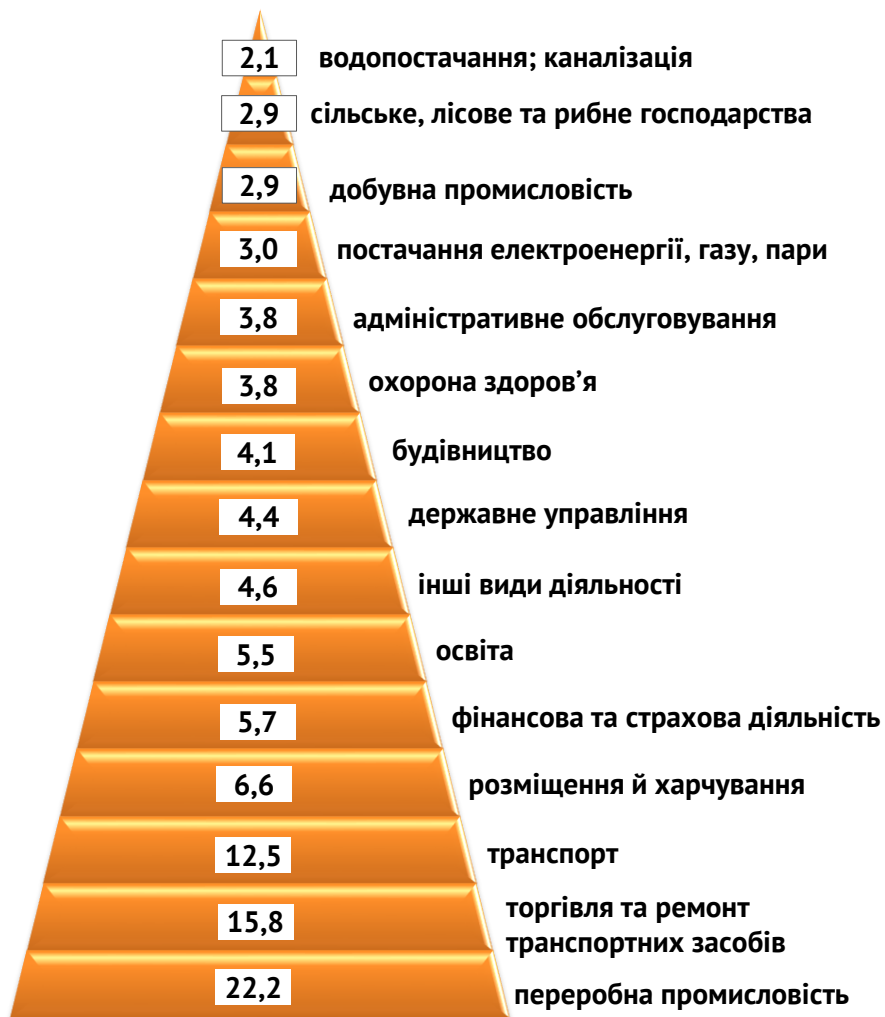 2,1 водопостачання; каналізація
2,9 сільське, лісове та рибне господарства
2,9 добувна промисловість
3,0 постачання електроенергії, газу, пари
3,8 адміністративне обслуговування
3,8 охорона здоров’я
4,1 будівництво
4,4 державне управління
4,6 інші види діяльності
5,5 освіта
5,7 фінансова та страхова діяльність
6,6 розміщення й харчування
12,5 транспорт
15,8 торгівля та ремонт
транспортних засобів
22,2 переробна промисловість